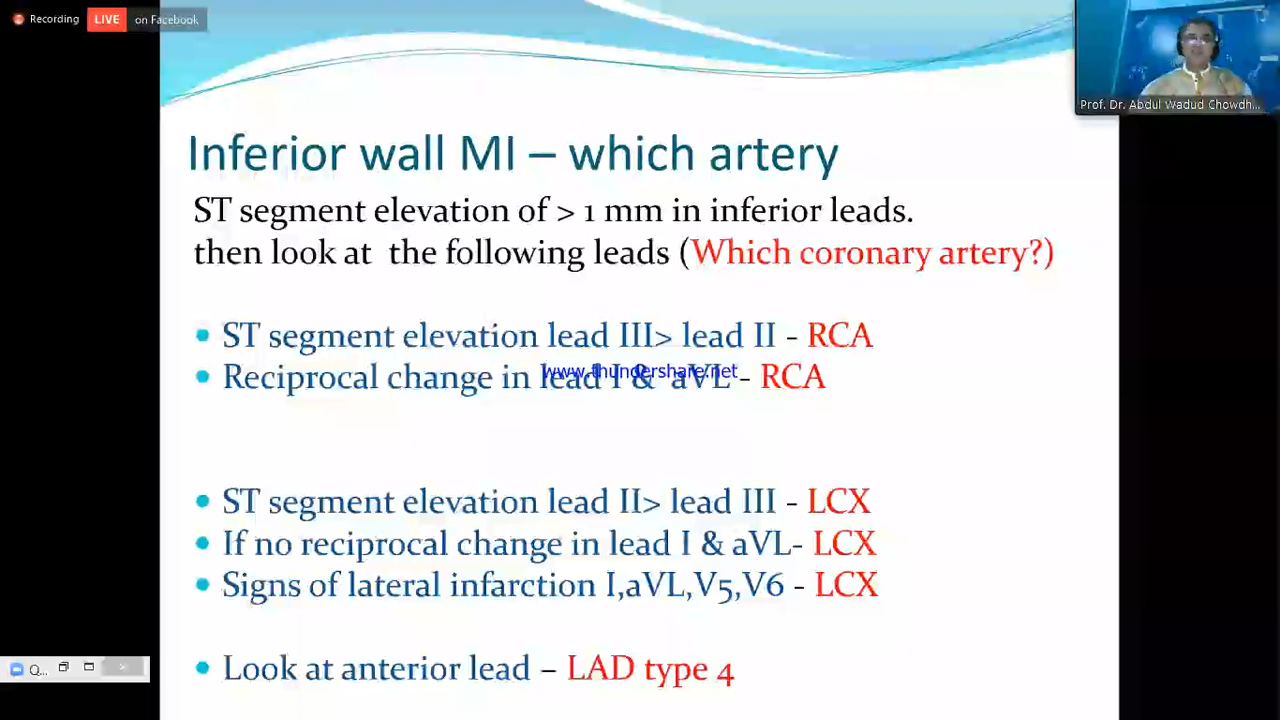 Recording LIVE on Facebook
Prof. Dr. Abdul Wadud Chowdh...
Inferior wall MI – which artery
ST segment elevation of > 1 mm in inferior leads.
then look at the following leads (Which coronary artery?)
• ST segment elevation lead III> lead II - RCA
• Reciprocal change in lead I & aVL - RCA
www.thundershare.net
• ST segment elevation lead II> lead III - LCX
• If no reciprocal change in lead I & aVL- LCX
• Signs of lateral infarction I,aVL,V5,V6 - LCX
• Look at anterior lead – LAD type 4
Q...